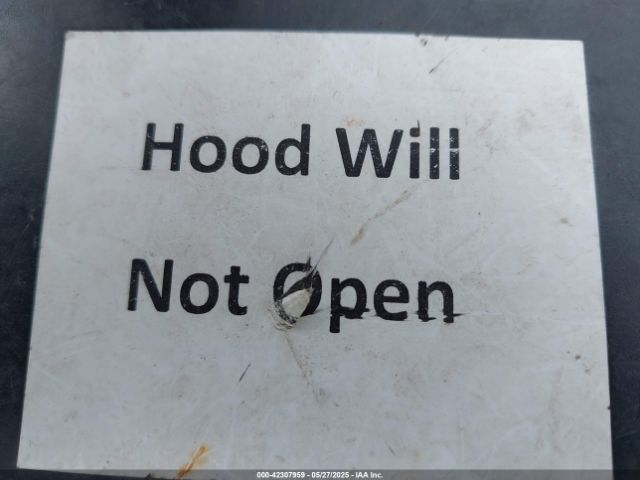 Hood Will
Not Open
000-42307959 - 05/27/2025 - IAA Inc.